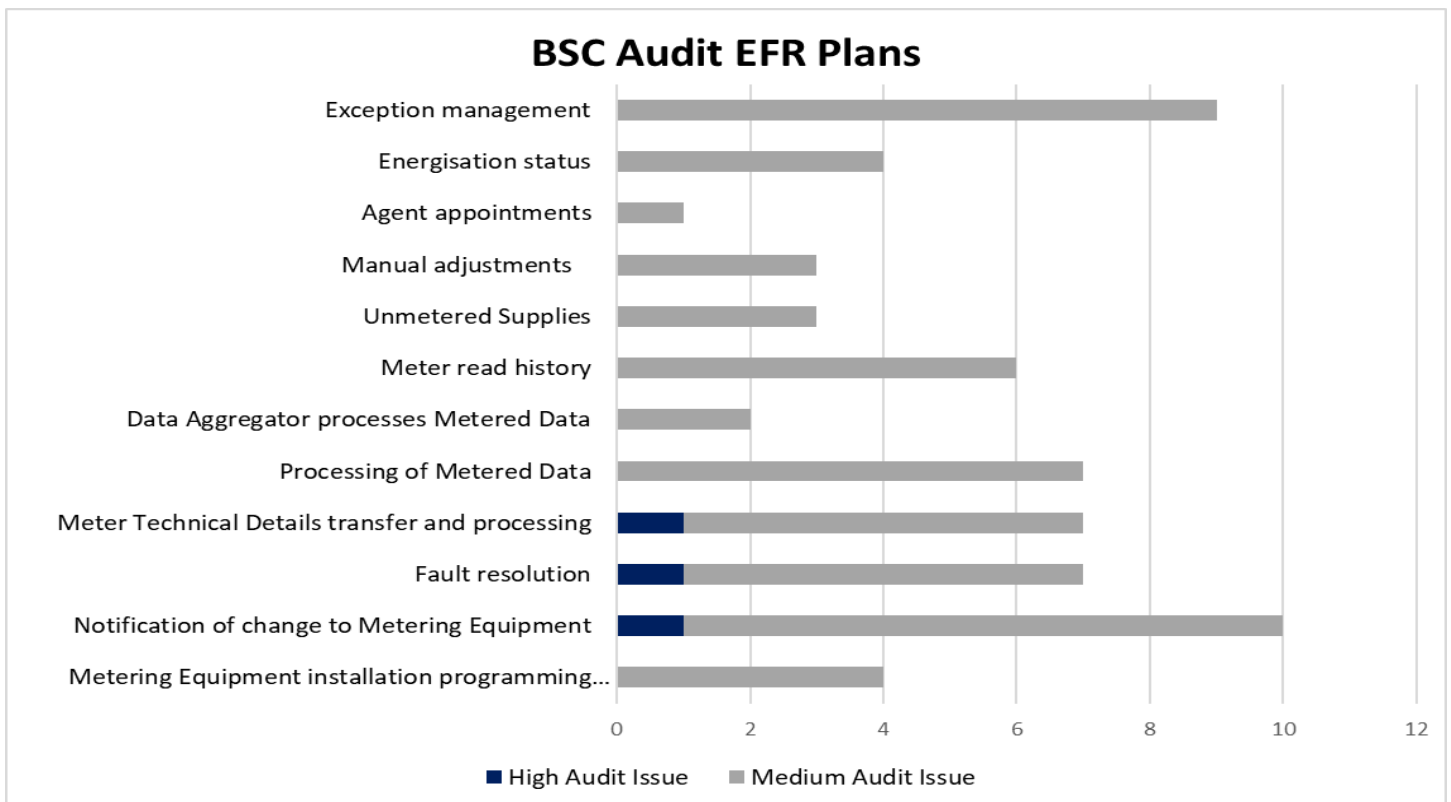 BSC Audit EFR Plans
Exception management
Energisation status
Agent appointments
Manual adjustments
Unmetered Supplies
Meter read history
Data Aggregator processes Metered Data
Processing of Metered Data
Meter Technical Details transfer and processing
Fault resolution
Notification of change to Metering Equipment
Metering Equipment installation programming...
0 2 4 6 8 10 12
High Audit Issue Medium Audit Issue